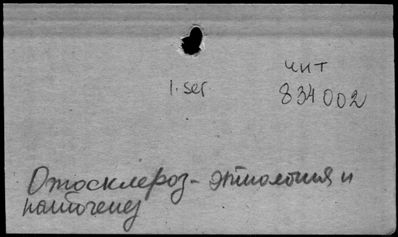 чит
1. ser.
834002
Отосклероз - этиология и
патогенез